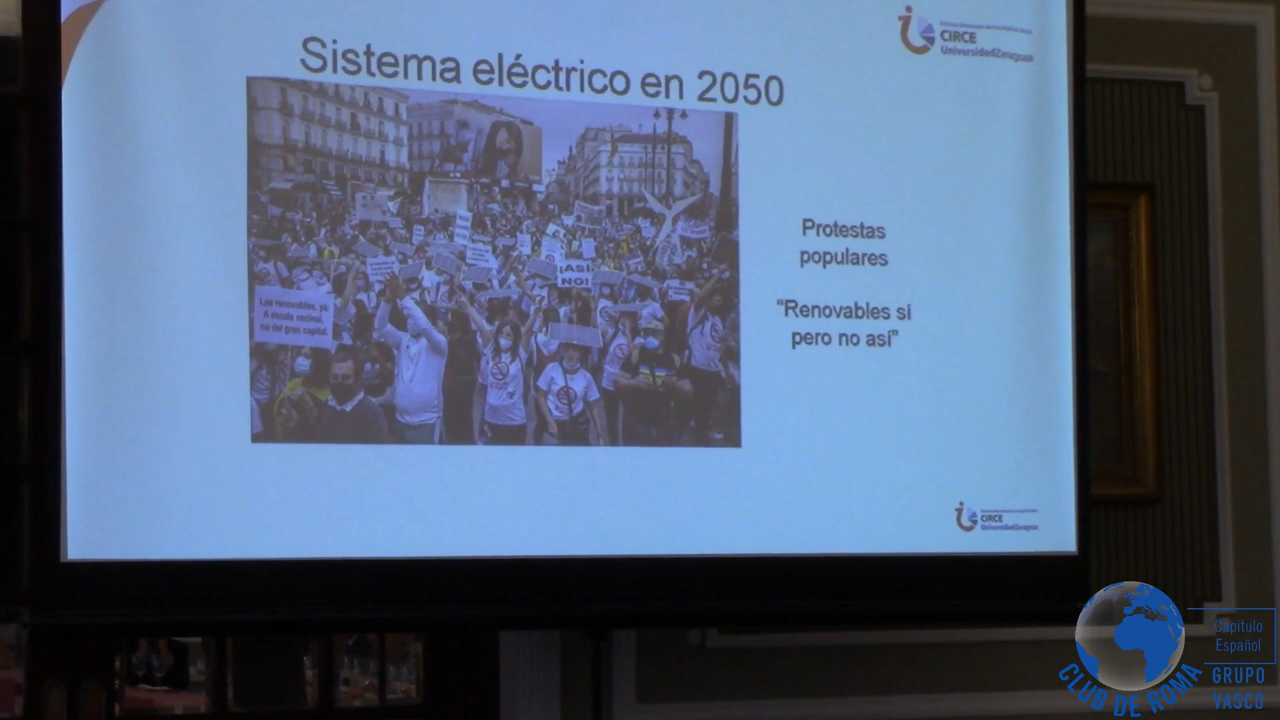 Sistema eléctrico en 2050
CIRCE
UniversidadZaragoza
Protestas
populares
"Renovables sí
pero no así"
¡ASÍ
NO!
Las renovables, ya:
A escala vecinal,
no del gran capital.
CIRCE
UniversidadZaragoza
Capítulo
Español
GRUPO
VASCO
CLUB DE ROMA